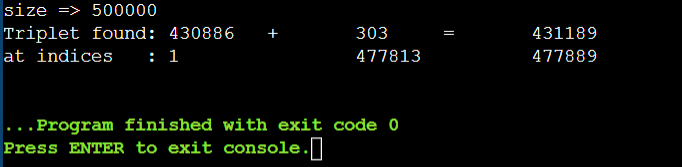 size => 500000
Triplet found: 430886 + 303 = 431189
at indices : 1 477813 477889
...Program finished with exit code 0
Press ENTER to exit console.